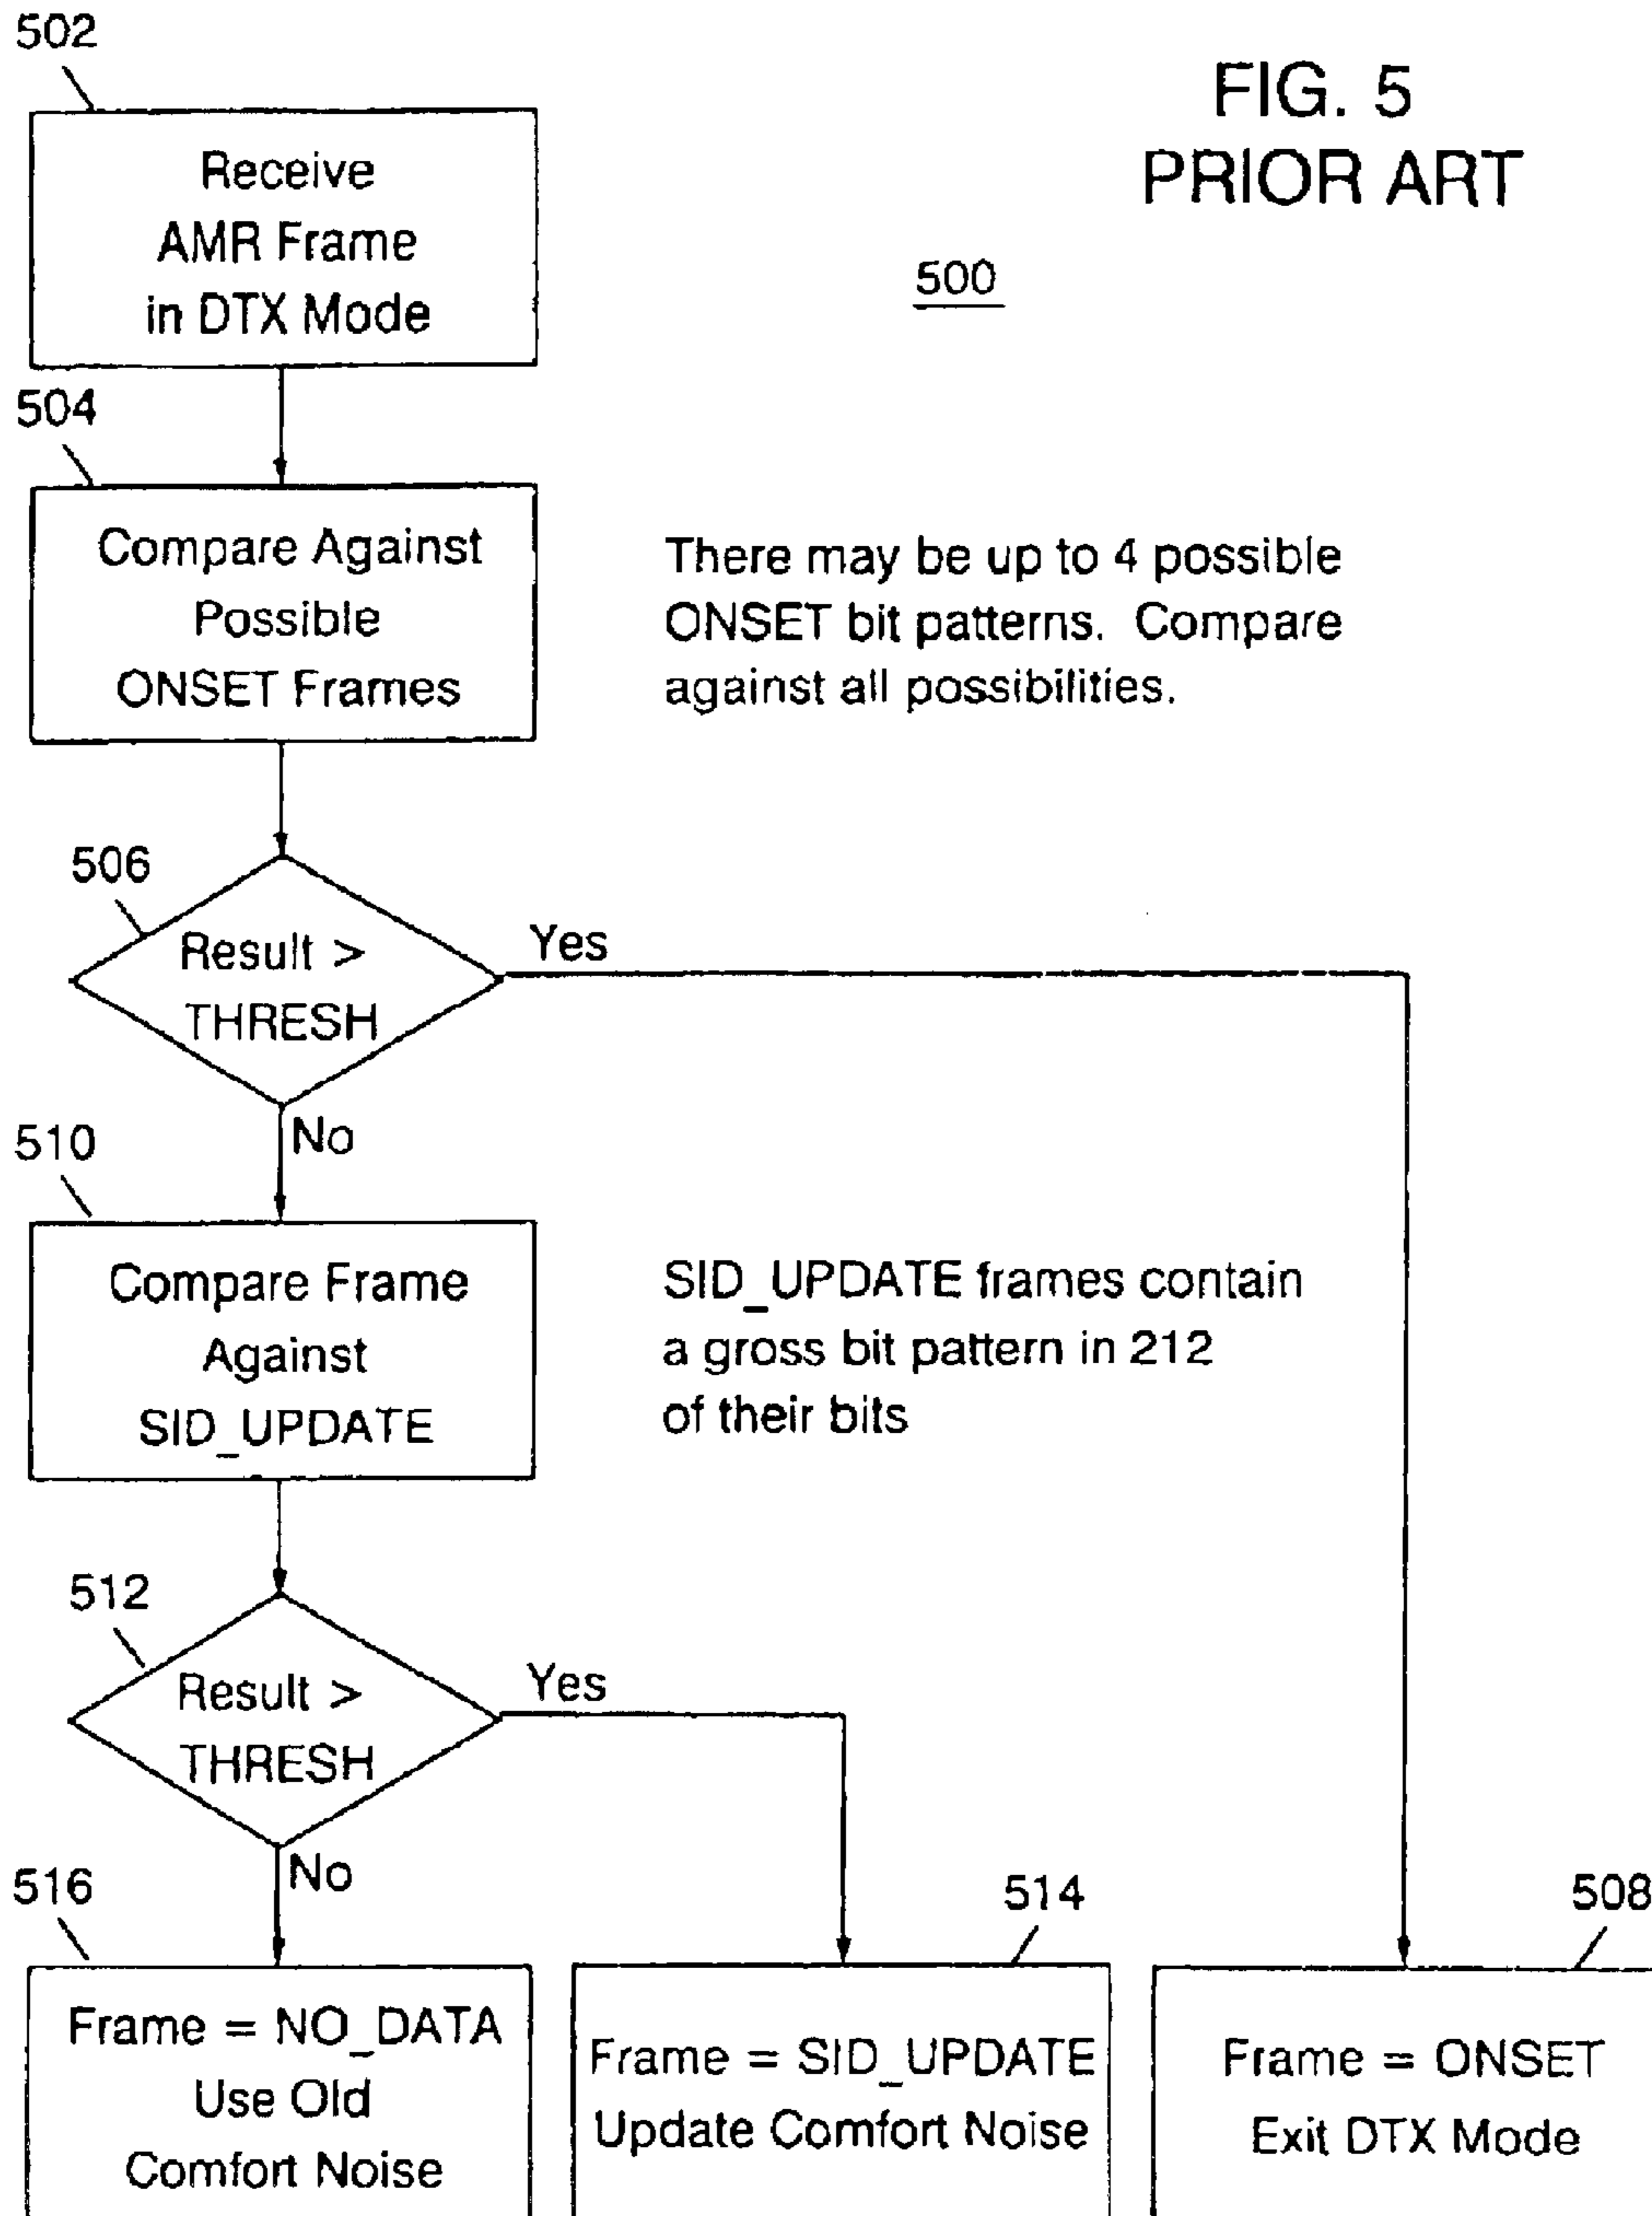 FIG. 5
PRIOR ART
500
502
Receive
AMR Frame
in DTX Mode
504
Compare Against
Possible
ONSET Frames
There may be up to 4 possible
ONSET bit patterns. Compare
against all possibilities.
506
Result >
THRESH
Yes
No
510
Compare Frame
Against
SID_UPDATE
SID_UPDATE frames contain
a gross bit pattern in 212
of their bits
512
Result >
THRESH
Yes
No
516
Frame = NO_DATA
Use Old
Comfort Noise
514
Frame = SID_UPDATE
Update Comfort Noise
508
Frame = ONSET
Exit DTX Mode